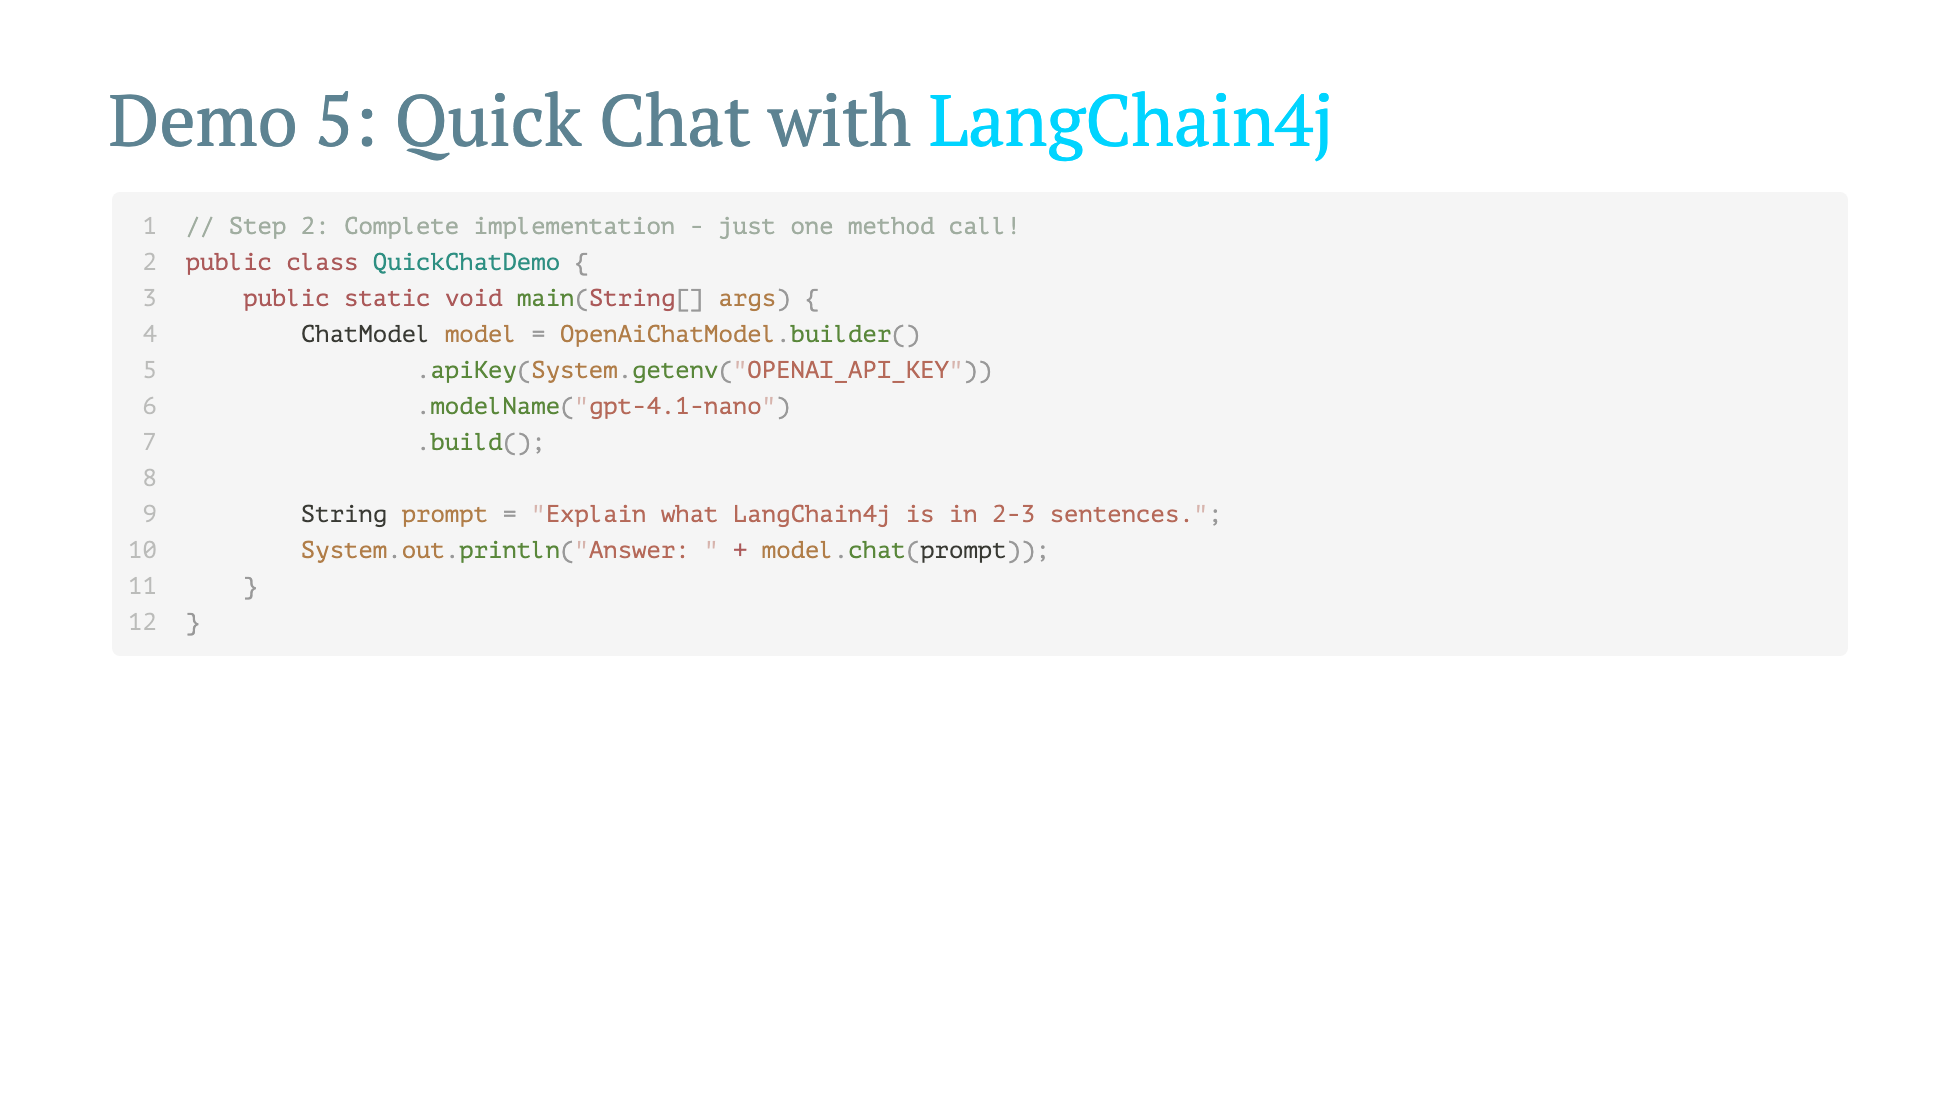 Demo 5: Quick Chat with LangChain4j
1 // Step 2: Complete implementation - just one method call!
2 public class QuickChatDemo {
3     public static void main(String[] args) {
4         ChatModel model = OpenAiChatModel.builder()
5                 .apiKey(System.getenv("OPENAI_API_KEY"))
6                 .modelName("gpt-4.1-nano")
7                 .build();
8
9         String prompt = "Explain what LangChain4j is in 2-3 sentences.";
10         System.out.println("Answer: " + model.chat(prompt));
11     }
12 }